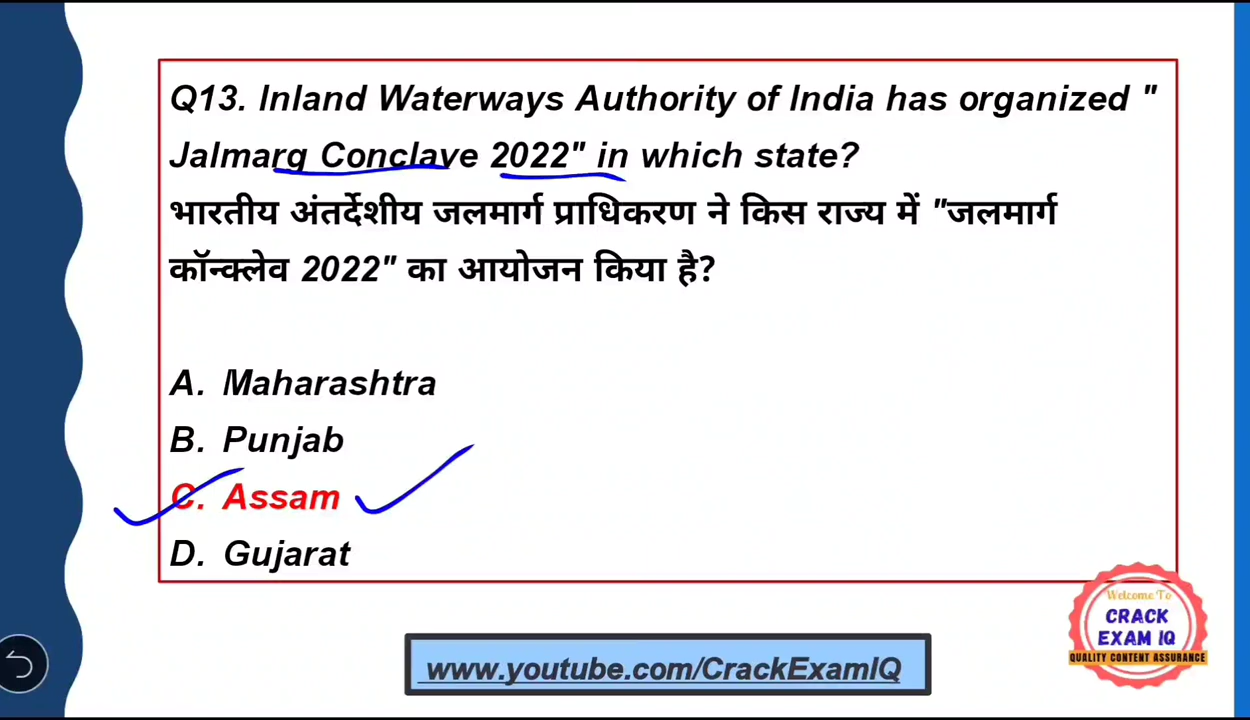 Q13. Inland Waterways Authority of India has organized "
Jalmarg Conclave 2022" in which state?
भारतीय अंतर्देशीय जलमार्ग प्राधिकरण ने किस राज्य में "जलमार्ग
कॉन्क्लेव 2022" का आयोजन किया है?
A. Maharashtra
B. Punjab
C. Assam
D. Gujarat
Welcome To
CRACK
EXAM IQ
QUALITY CONTENT ASSURANCE
www.youtube.com/CrackExamIQ